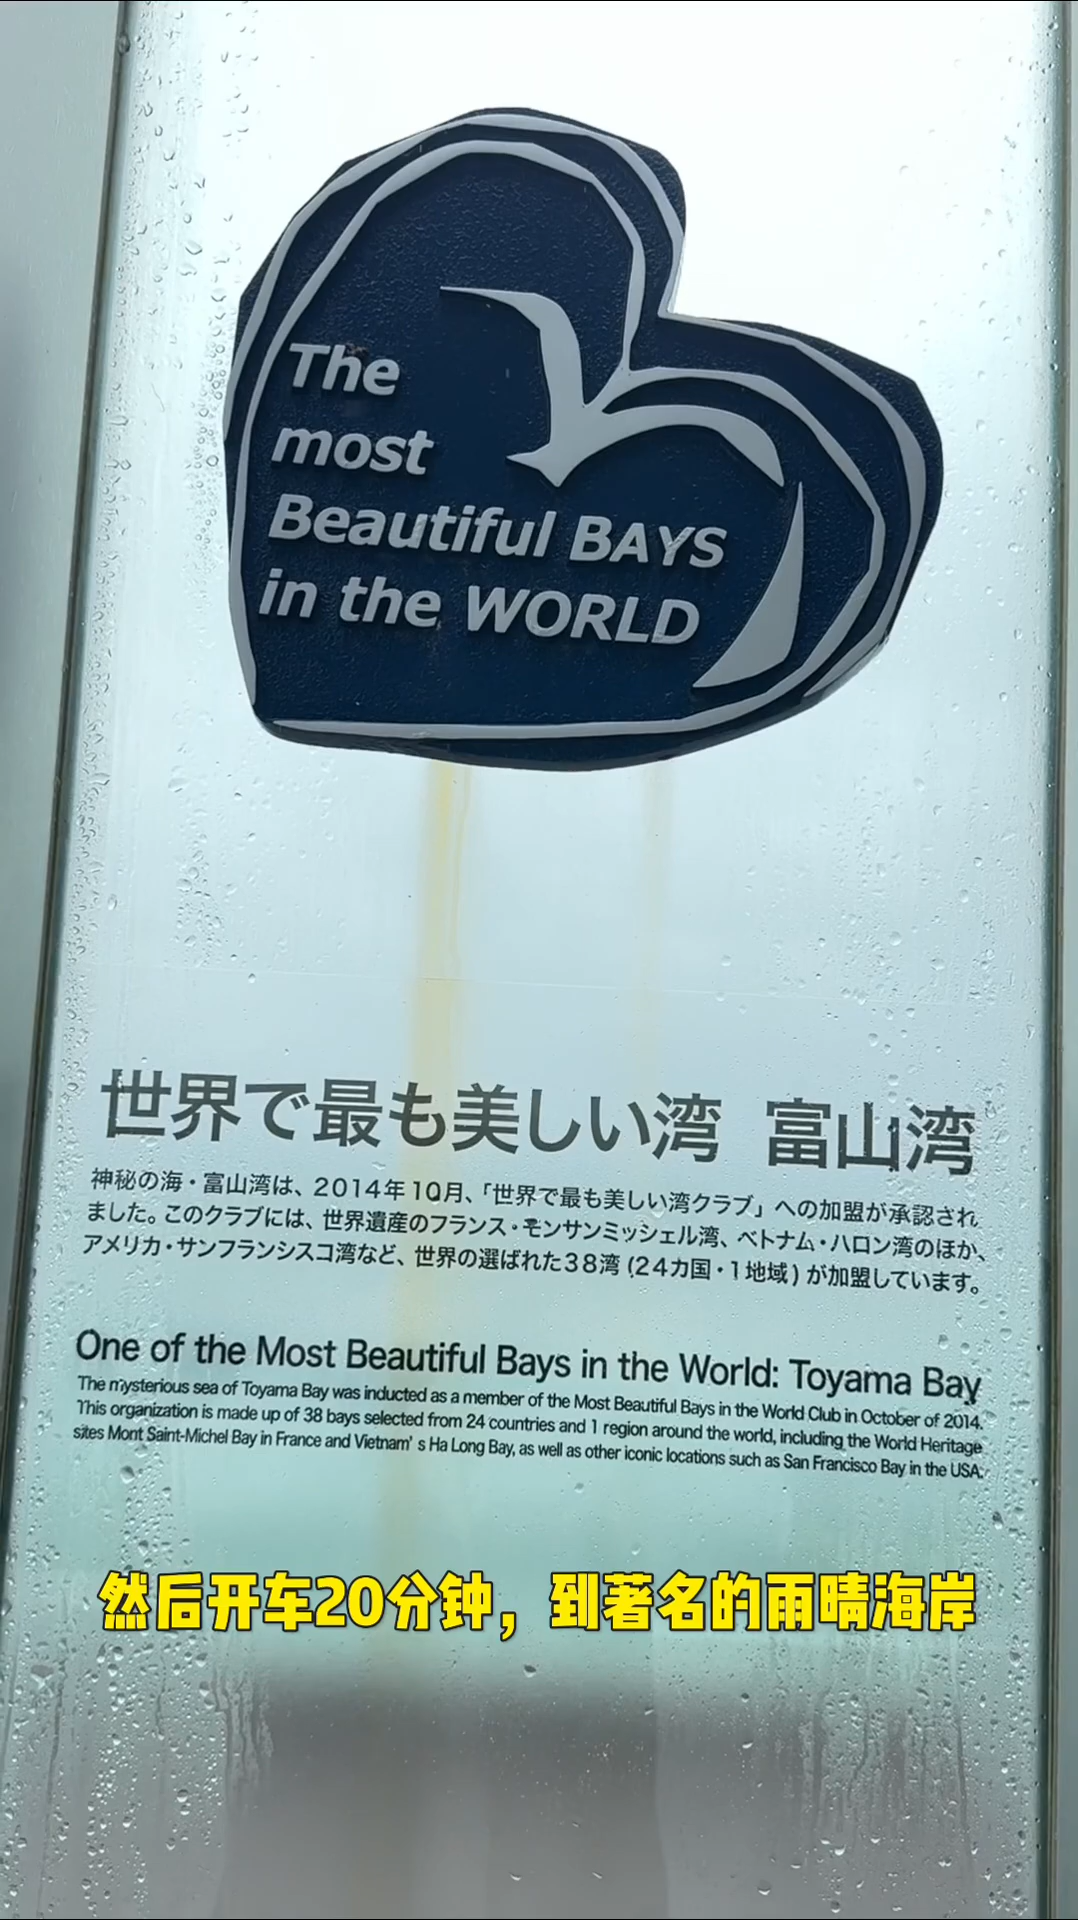 The
most
Beautiful BAYS
in the WORLD
世界で最も美しい湾 富山湾
神秘の海・富山湾は、2014年10月、「世界で最も美しい湾クラブ」への加盟が承認され
ました。このクラブには、世界遺産のフランス・モンサンミッシェル湾、ベトナム・ハロン湾のほか、
アメリカ・サンフランシスコ湾など、世界の選ばれた38湾(24カ国・1地域)が加盟しています。
One of the Most Beautiful Bays in the World: Toyama Bay
The mysterious sea of Toyama Bay was inducted as a member of the Most Beautiful Bays in the World Club in October of 2014.
This organization is made up of 38 bays selected from 24 countries and 1 region around the world, including the World Heritage
sites Mont Saint-Michel Bay in France and Vietnam's Ha Long Bay, as well as other iconic locations such as San Francisco Bay in the USA.
然后开车20分钟，到著名的雨晴海岸